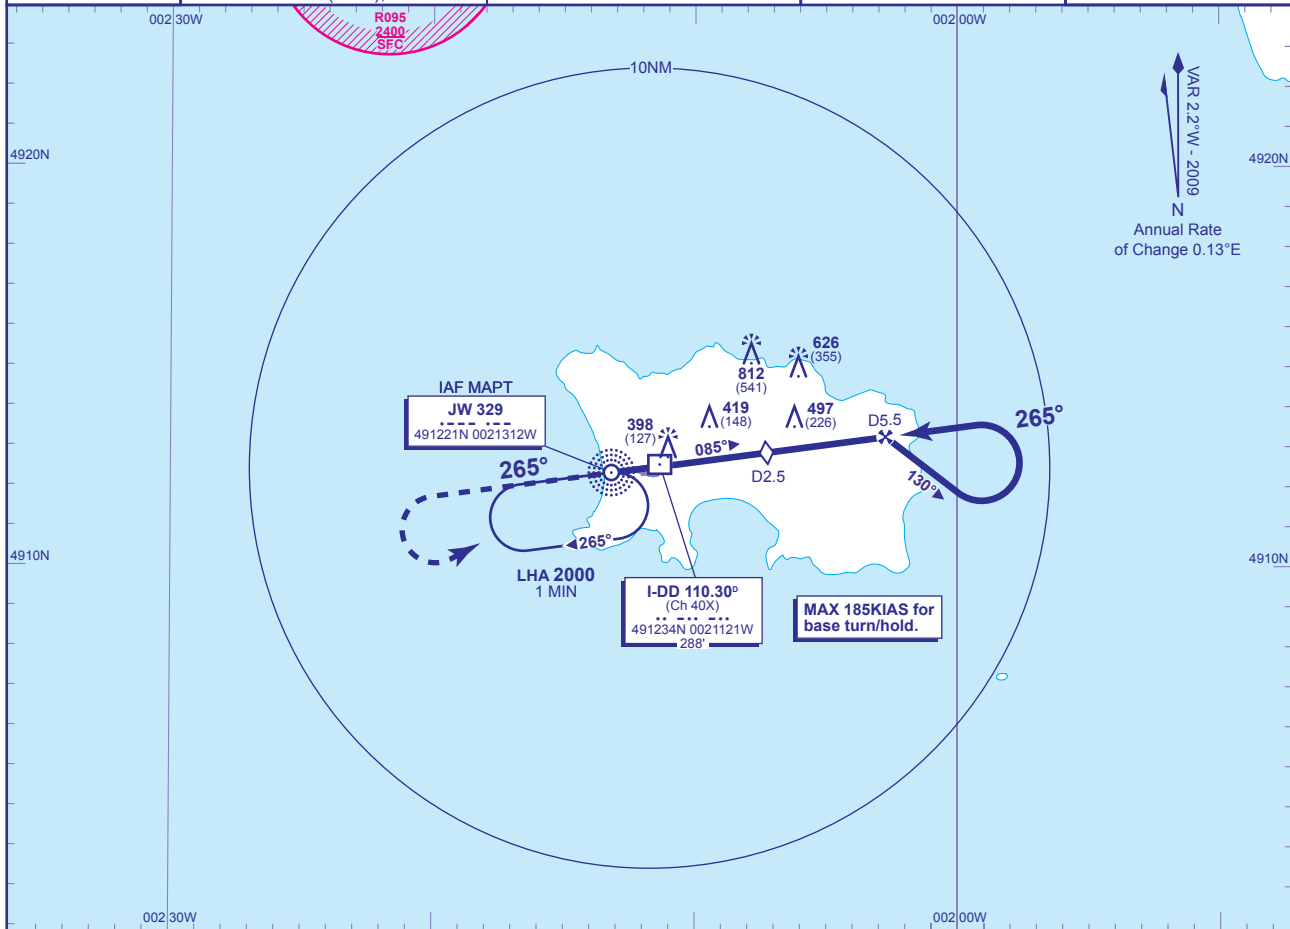 002 30W
R095
2400
SFC
002 00W
10NM
VAR 2.2°W - 2009
N
Annual Rate
of Change 0.13°E
4920N
4920N
626
(355)
812
(541)
IAF MAPT
JW 329
·−−− ·−−
491221N 0021312W
419
(148)
497
(226)
398
(127)
D5.5
265°
085°
D2.5
130°
265°
265°
4910N
4910N
LHA 2000
1 MIN
I-DD 110.30ᴰ
(Ch 40X)
·· −·· −··
491234N 0021121W
288'
MAX 185KIAS for
base turn/hold.
002 30W
002 00W